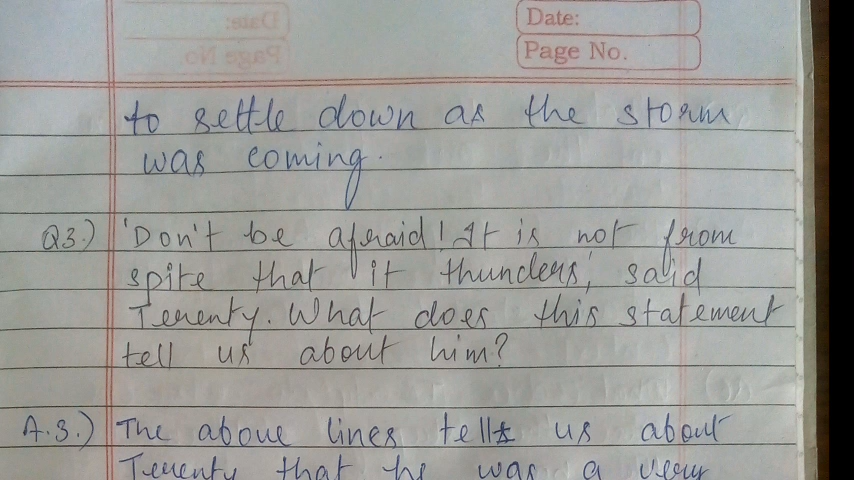 Date:
Page No.
to settle down as the storm
was coming.
Q3.) 'Don't be afraid! It is not from
spite that it thunders', said
Terenty. What does this statement
tell us about him?
A.3.) The above lines tells us about
Terenty that he was a very